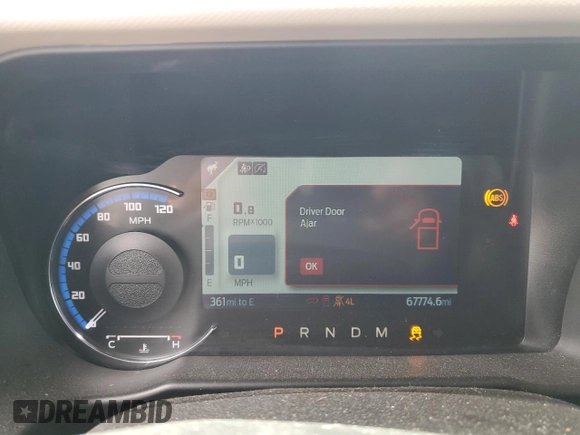 20
40
60
80
100
120
MPH
C
H
F
E
0.8
RPMX1000
0
MPH
Driver Door
Ajar
OK
ABS
361mi to E
4L
67774.6mi
P R N D M
DREAMBID